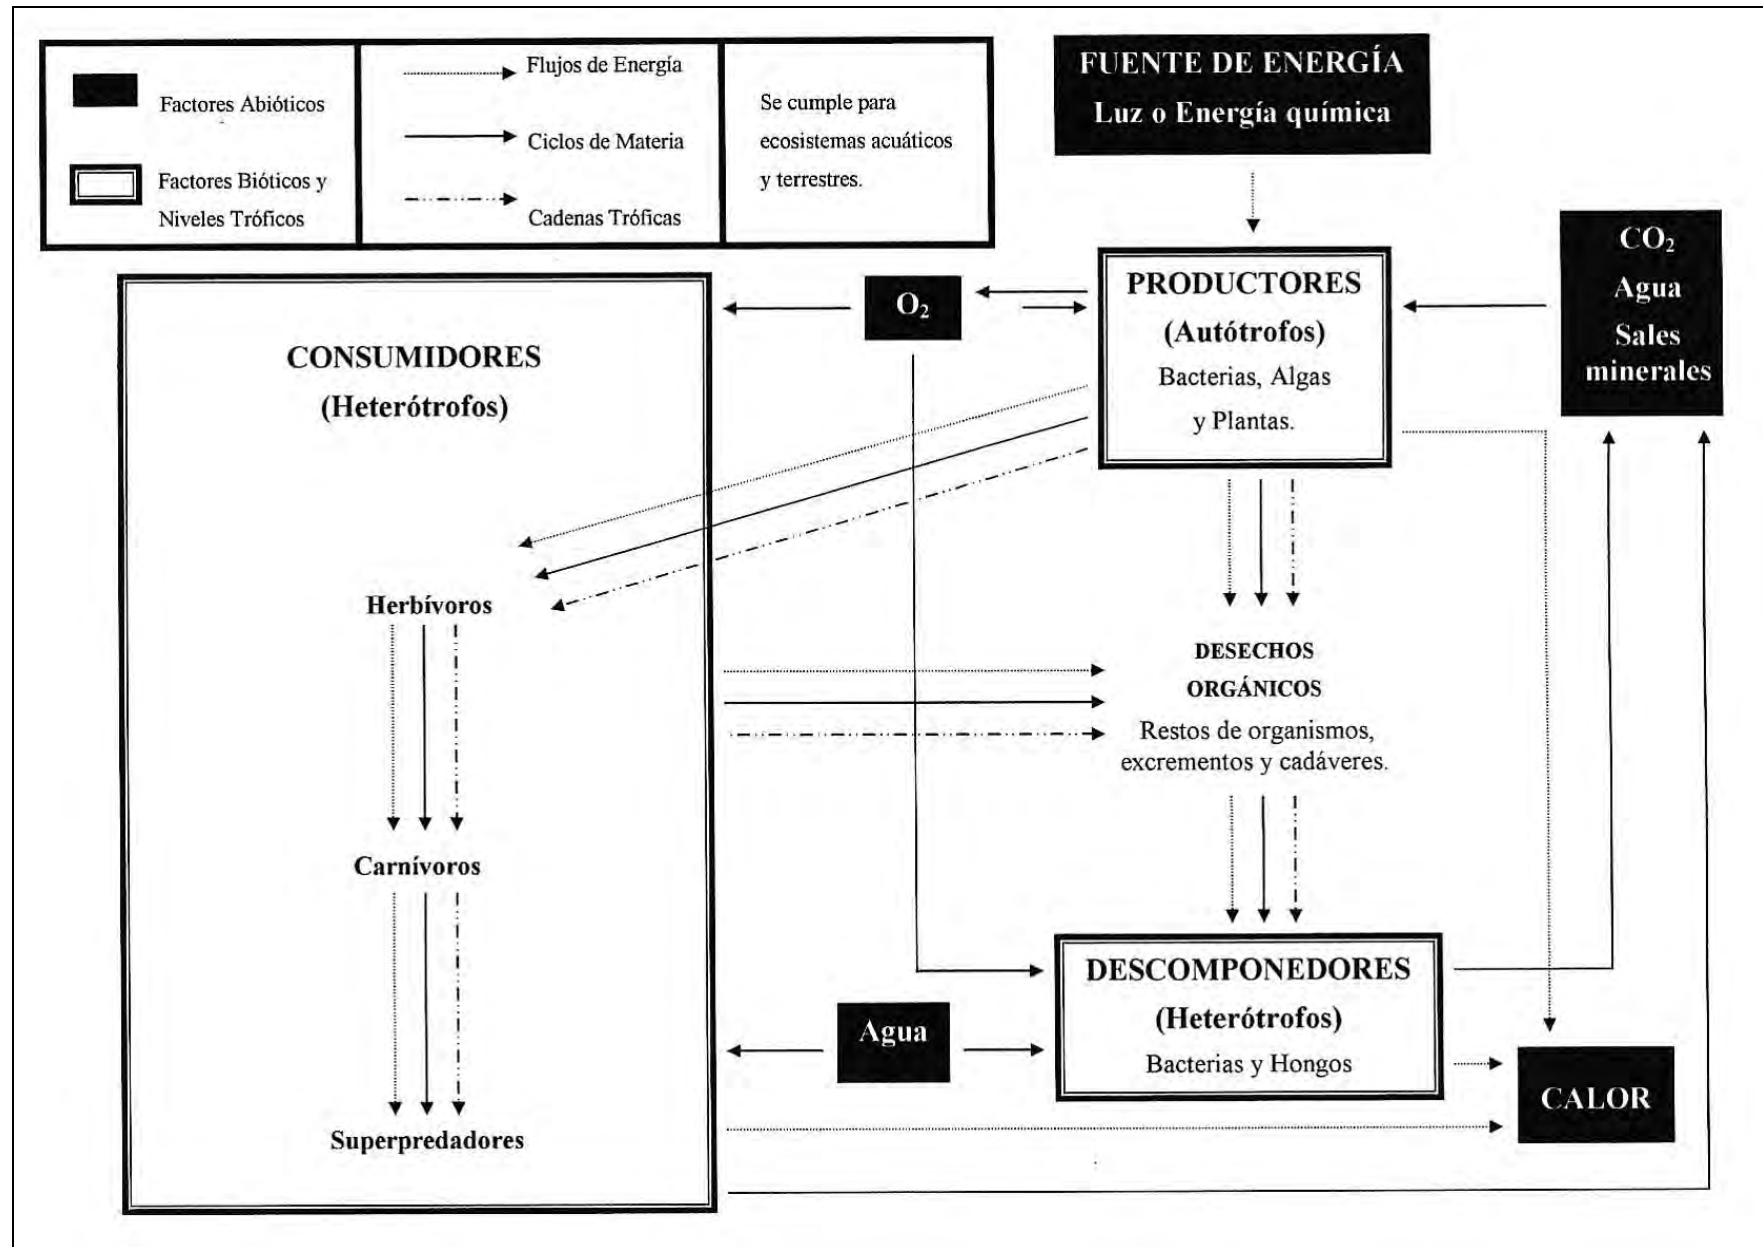 Factores Abióticos
Factores Bióticos y
Niveles Tróficos
Flujos de Energía
Ciclos de Materia
Cadenas Tróficas
Se cumple para
ecosistemas acuáticos
y terrestres.
FUENTE DE ENERGÍA
Luz o Energía química
CO₂
Agua
Sales
minerales
PRODUCTORES
(Autótrofos)
Bacterias, Algas
y Plantas.
O₂
CONSUMIDORES
(Heterótrofos)
Herbívoros
Carnívoros
Superpredadores
DESECHOS
ORGÁNICOS
Restos de organismos,
excrementos y cadáveres.
DESCOMPONEDORES
(Heterótrofos)
Bacterias y Hongos
Agua
CALOR